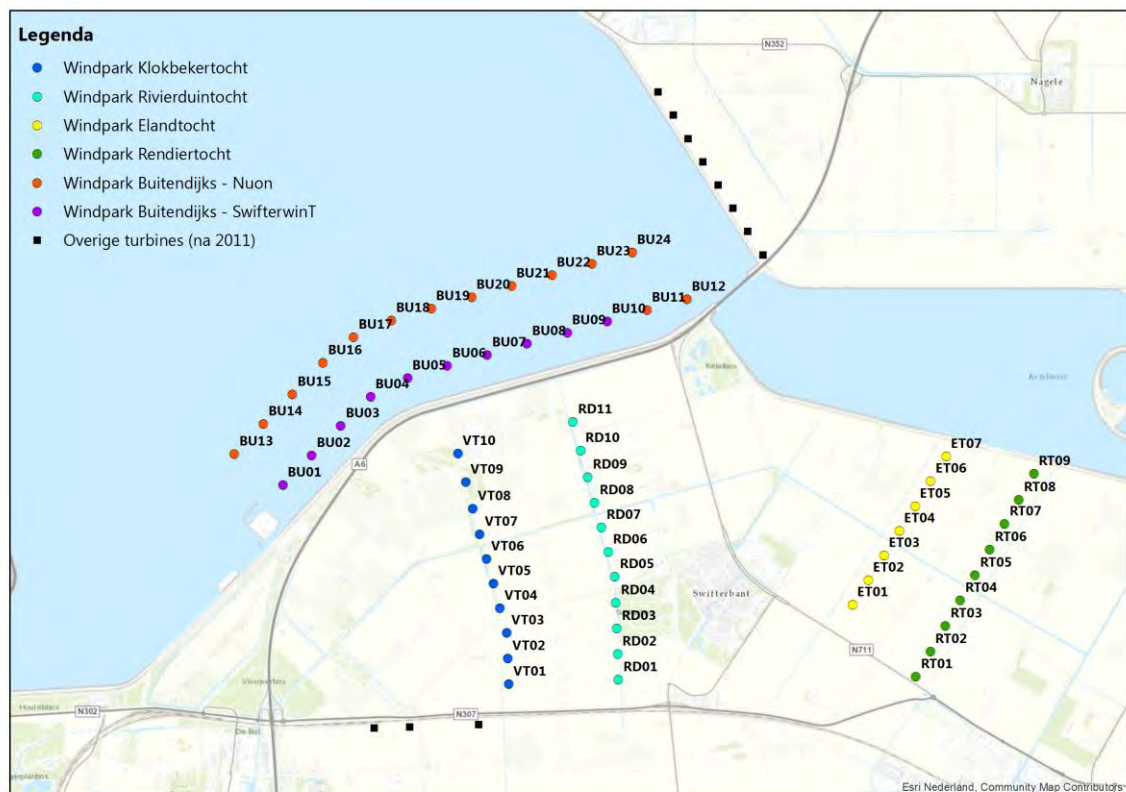 Legenda
Windpark Klokbekertocht
Windpark Rivierduintocht
Windpark Elandtocht
Windpark Rendiertocht
Windpark Buitendijks - Nuon
Windpark Buitendijks - SwifterwinT
Overige turbines (na 2011)
N352
Nagele
BU24
BU23
BU22
BU21
BU20
BU19
BU18
BU17
BU16
BU15
BU14
BU13
BU12
BU11
BU10
BU09
BU08
BU07
BU06
BU05
BU04
BU03
BU02
BU01
A6
Ketelmeer
RD11
RD10
RD09
RD08
RD07
RD06
RD05
RD04
RD03
RD02
RD01
VT10
VT09
VT08
VT07
VT06
VT05
VT04
VT03
VT02
VT01
ET07
ET06
ET05
ET04
ET03
ET02
ET01
RT09
RT08
RT07
RT06
RT05
RT04
RT03
RT02
RT01
Swifterbant
N711
Visvijverbos
N302
De Bol
N307
Esri Nederland, Community Map Contributors